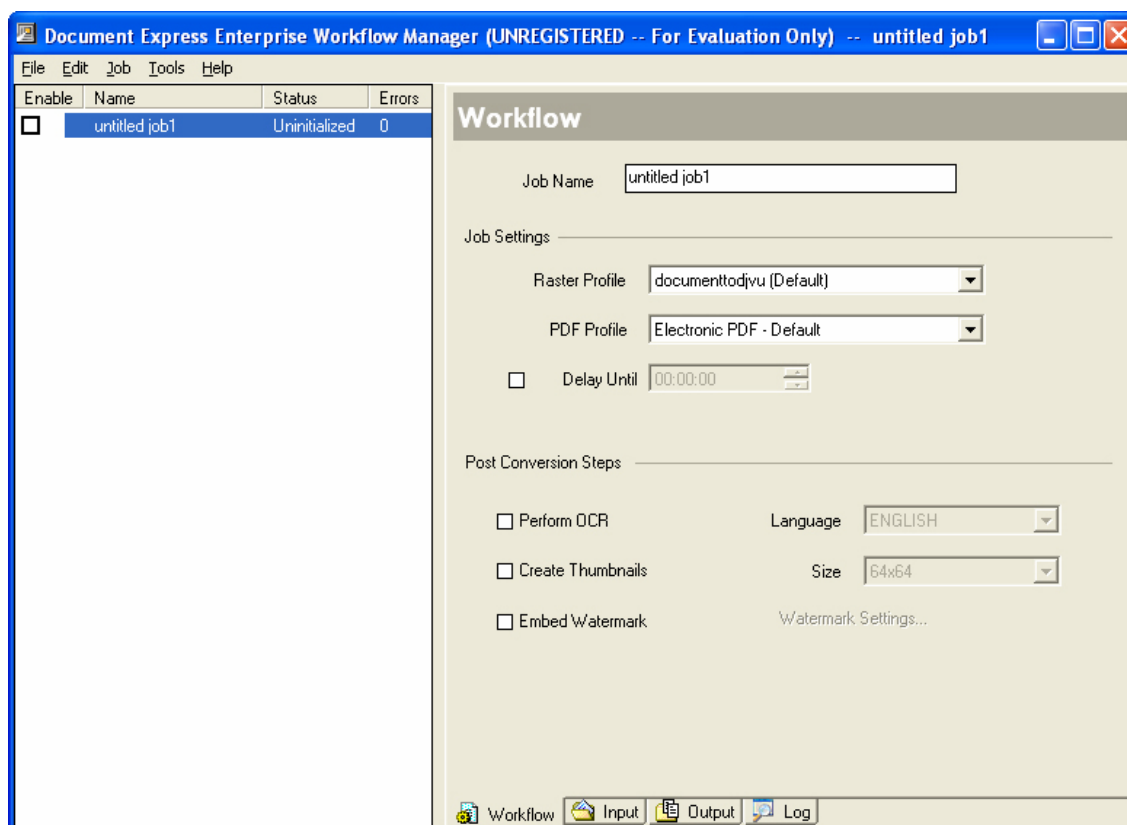 Document Express Enterprise Workflow Manager (UNREGISTERED -- For Evaluation Only) -- untitled job1
File Edit Job Tools Help
Enable Name Status Errors
untitled job1 Uninitialized 0
Workflow
Job Name untitled job1
Job Settings
Raster Profile documenttodjvu (Default)
PDF Profile Electronic PDF - Default
Delay Until 00:00:00
Post Conversion Steps
Perform OCR Language ENGLISH
Create Thumbnails Size 64x64
Embed Watermark Watermark Settings...
Workflow Input Output Log